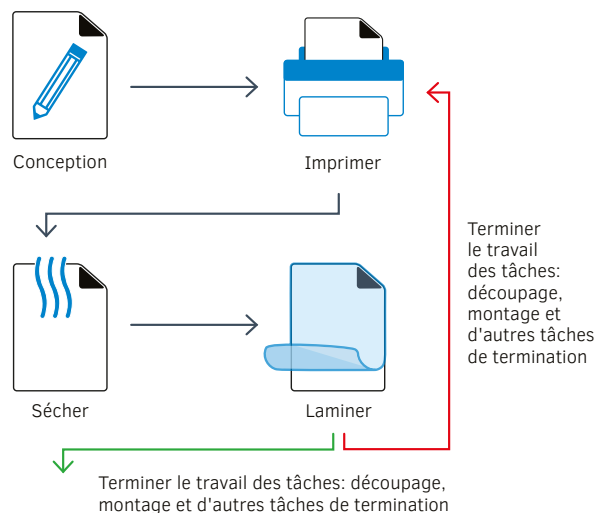 Conception
Imprimer
Terminer
le travail
des tâches:
découpage,
montage et
d'autres tâches
de termination
Sécher
Laminer
Terminer le travail des tâches: découpage,
montage et d'autres tâches de termination